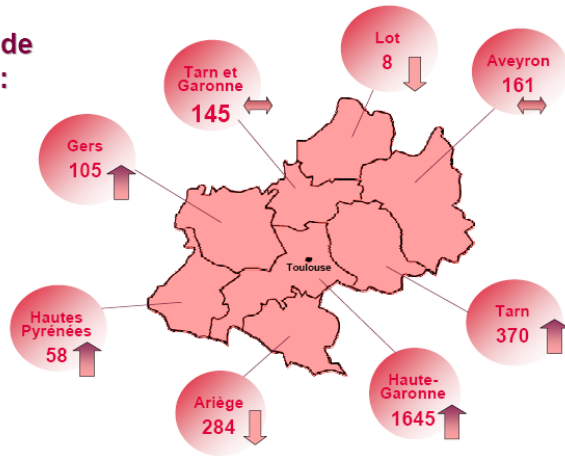 de
:
Lot
8
Aveyron
161
Tarn et
Garonne
145
Gers
105
Toulouse
Hautes
Pyrénées
58
Tarn
370
Ariège
284
Haute-
Garonne
1645